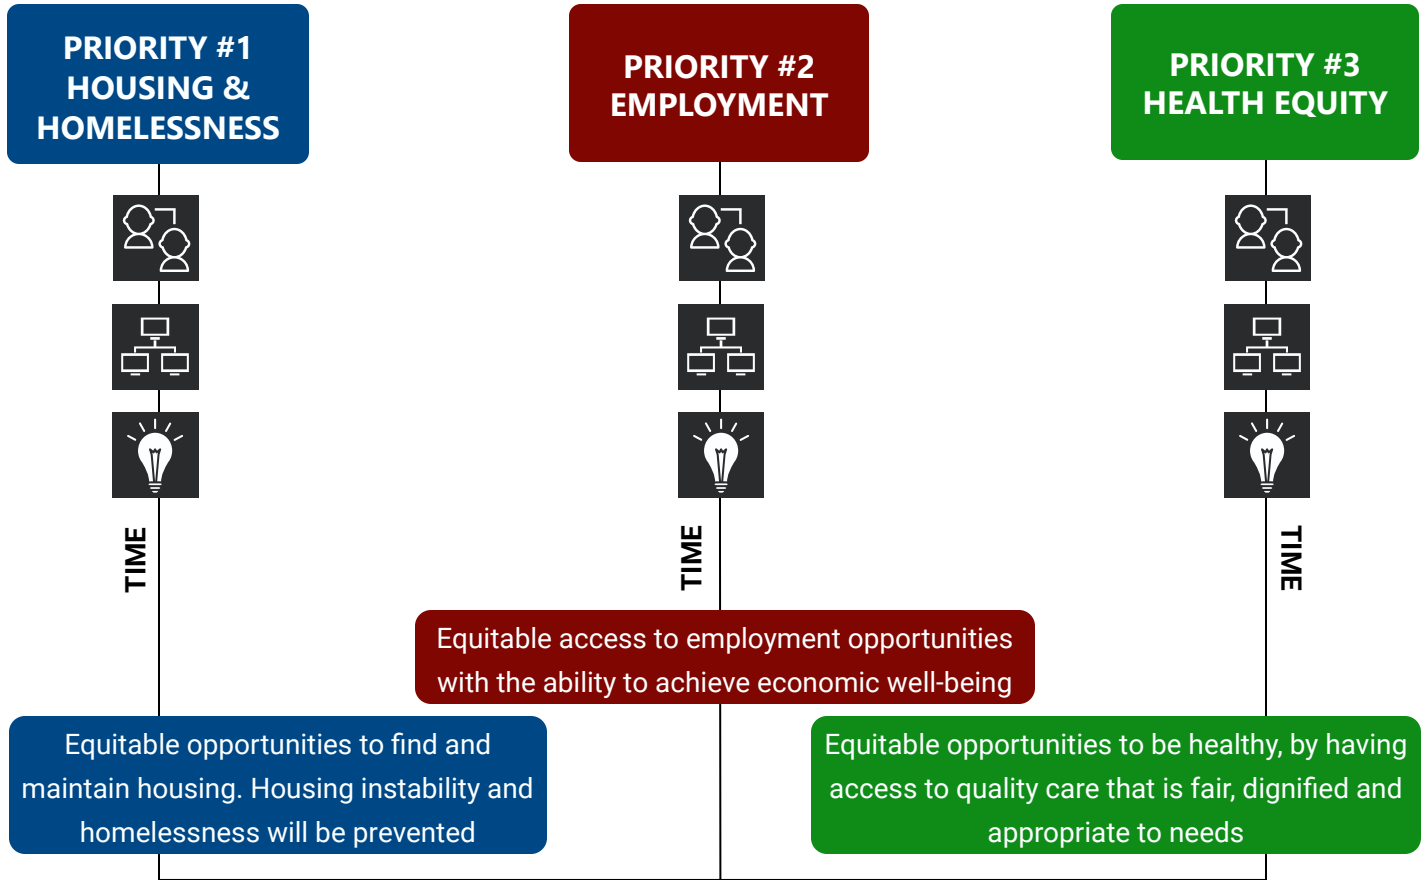 PRIORITY #1
HOUSING &
HOMELESSNESS
PRIORITY #2
EMPLOYMENT
PRIORITY #3
HEALTH EQUITY
TIME
TIME
TIME
Equitable access to employment opportunities
with the ability to achieve economic well-being
Equitable opportunities to find and
maintain housing. Housing instability and
homelessness will be prevented
Equitable opportunities to be healthy, by having
access to quality care that is fair, dignified and
appropriate to needs